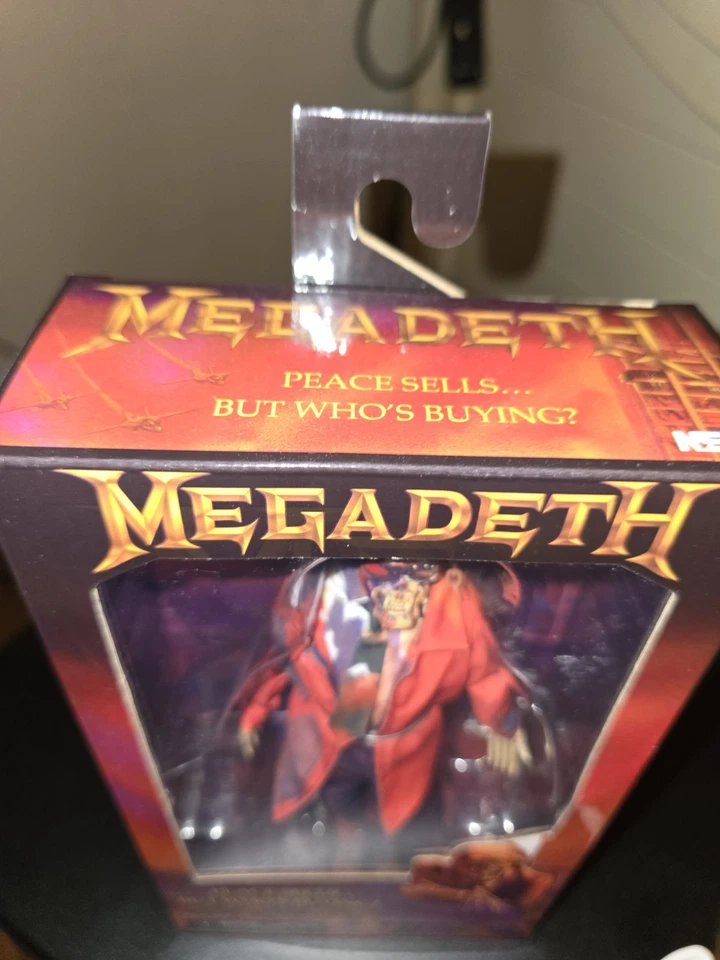 MEGADETH
PEACE SELLS...
BUT WHO'S BUYING?
MEGADETH